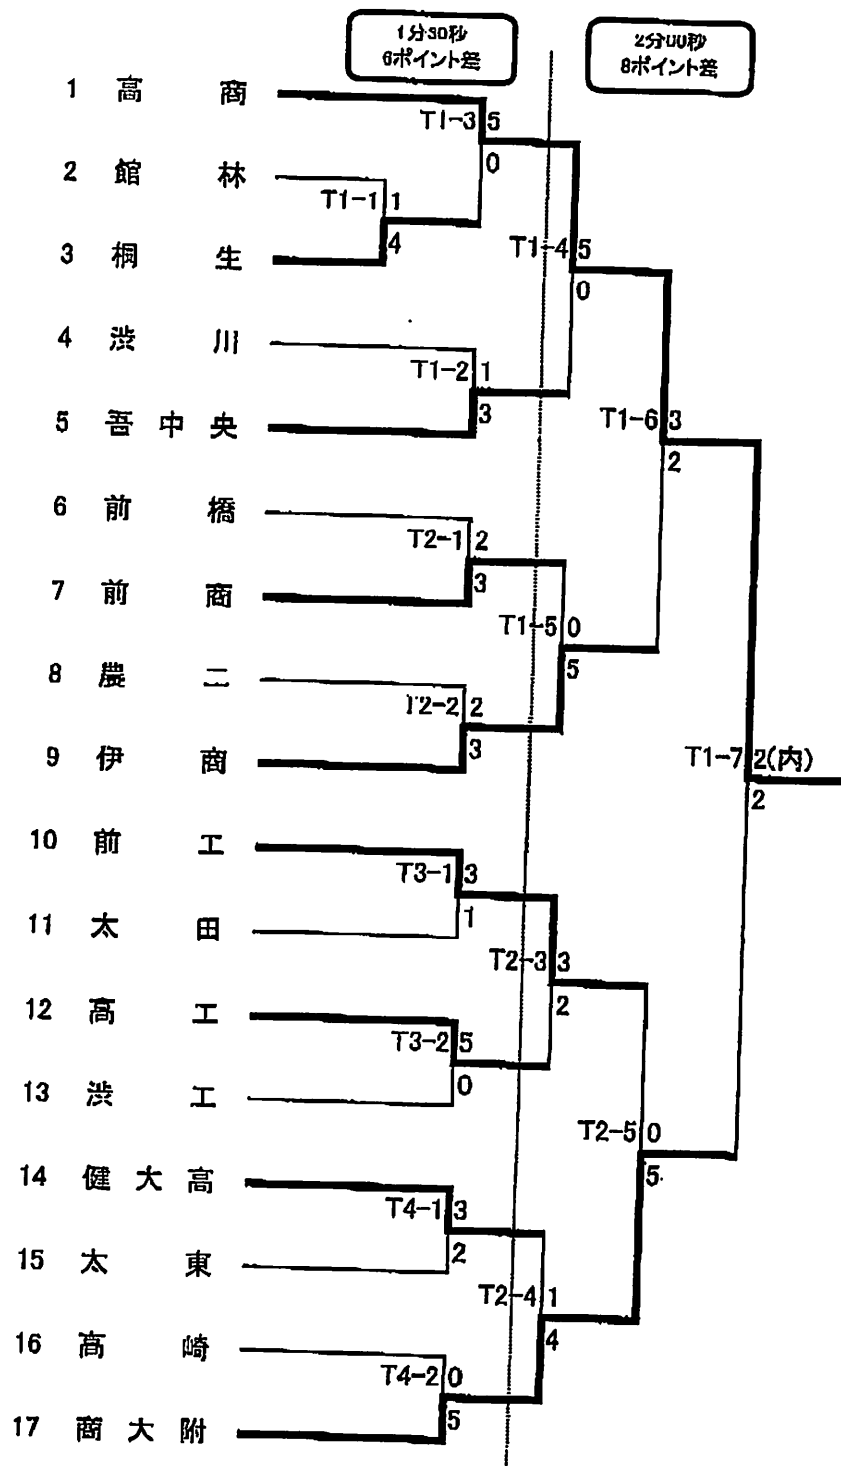 1分30秒
6ポイント差
2分00秒
8ポイント差
1 高商
T1-3 5
0
2 館林
T1-1 1
4
3 桐生
T1-4 5
0
4 渋川
T1-2 1
3
5 吾中央
T1-6 3
2
6 前橋
T2-1 2
3
7 前商
T1-5 0
5
8 農二
T2-2 2
3
9 伊商
T1-7 2(内)
2
10 前工
T3-1 3
1
11 太田
T2-3 3
2
12 高工
T3-2 5
0
13 渋工
T2-5 0
5
14 健大高
T4-1 3
2
15 太東
T2-4 1
4
16 高崎
T4-2 0
5
17 商大附